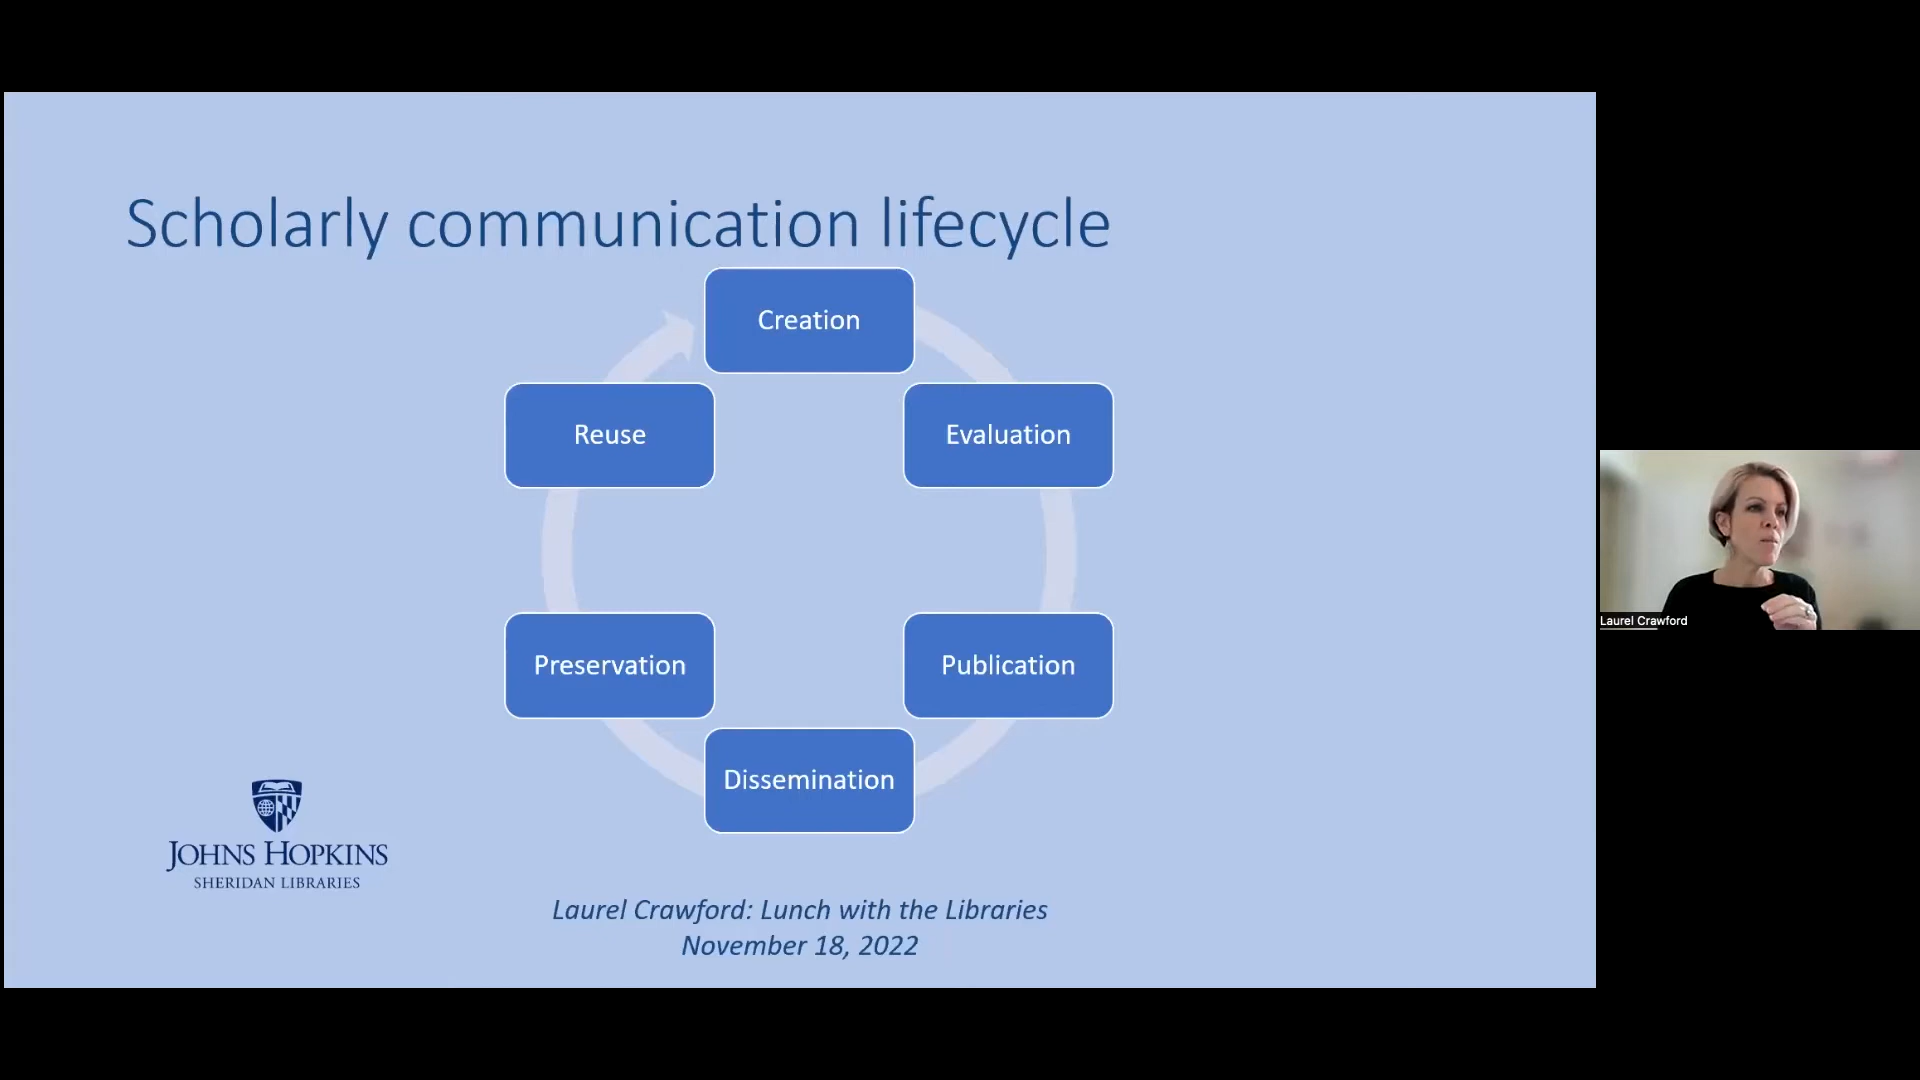 Scholarly communication lifecycle
Creation
Evaluation
Publication
Dissemination
Preservation
Reuse
JOHNS HOPKINS
SHERIDAN LIBRARIES
Laurel Crawford: Lunch with the Libraries
November 18, 2022
Laurel Crawford